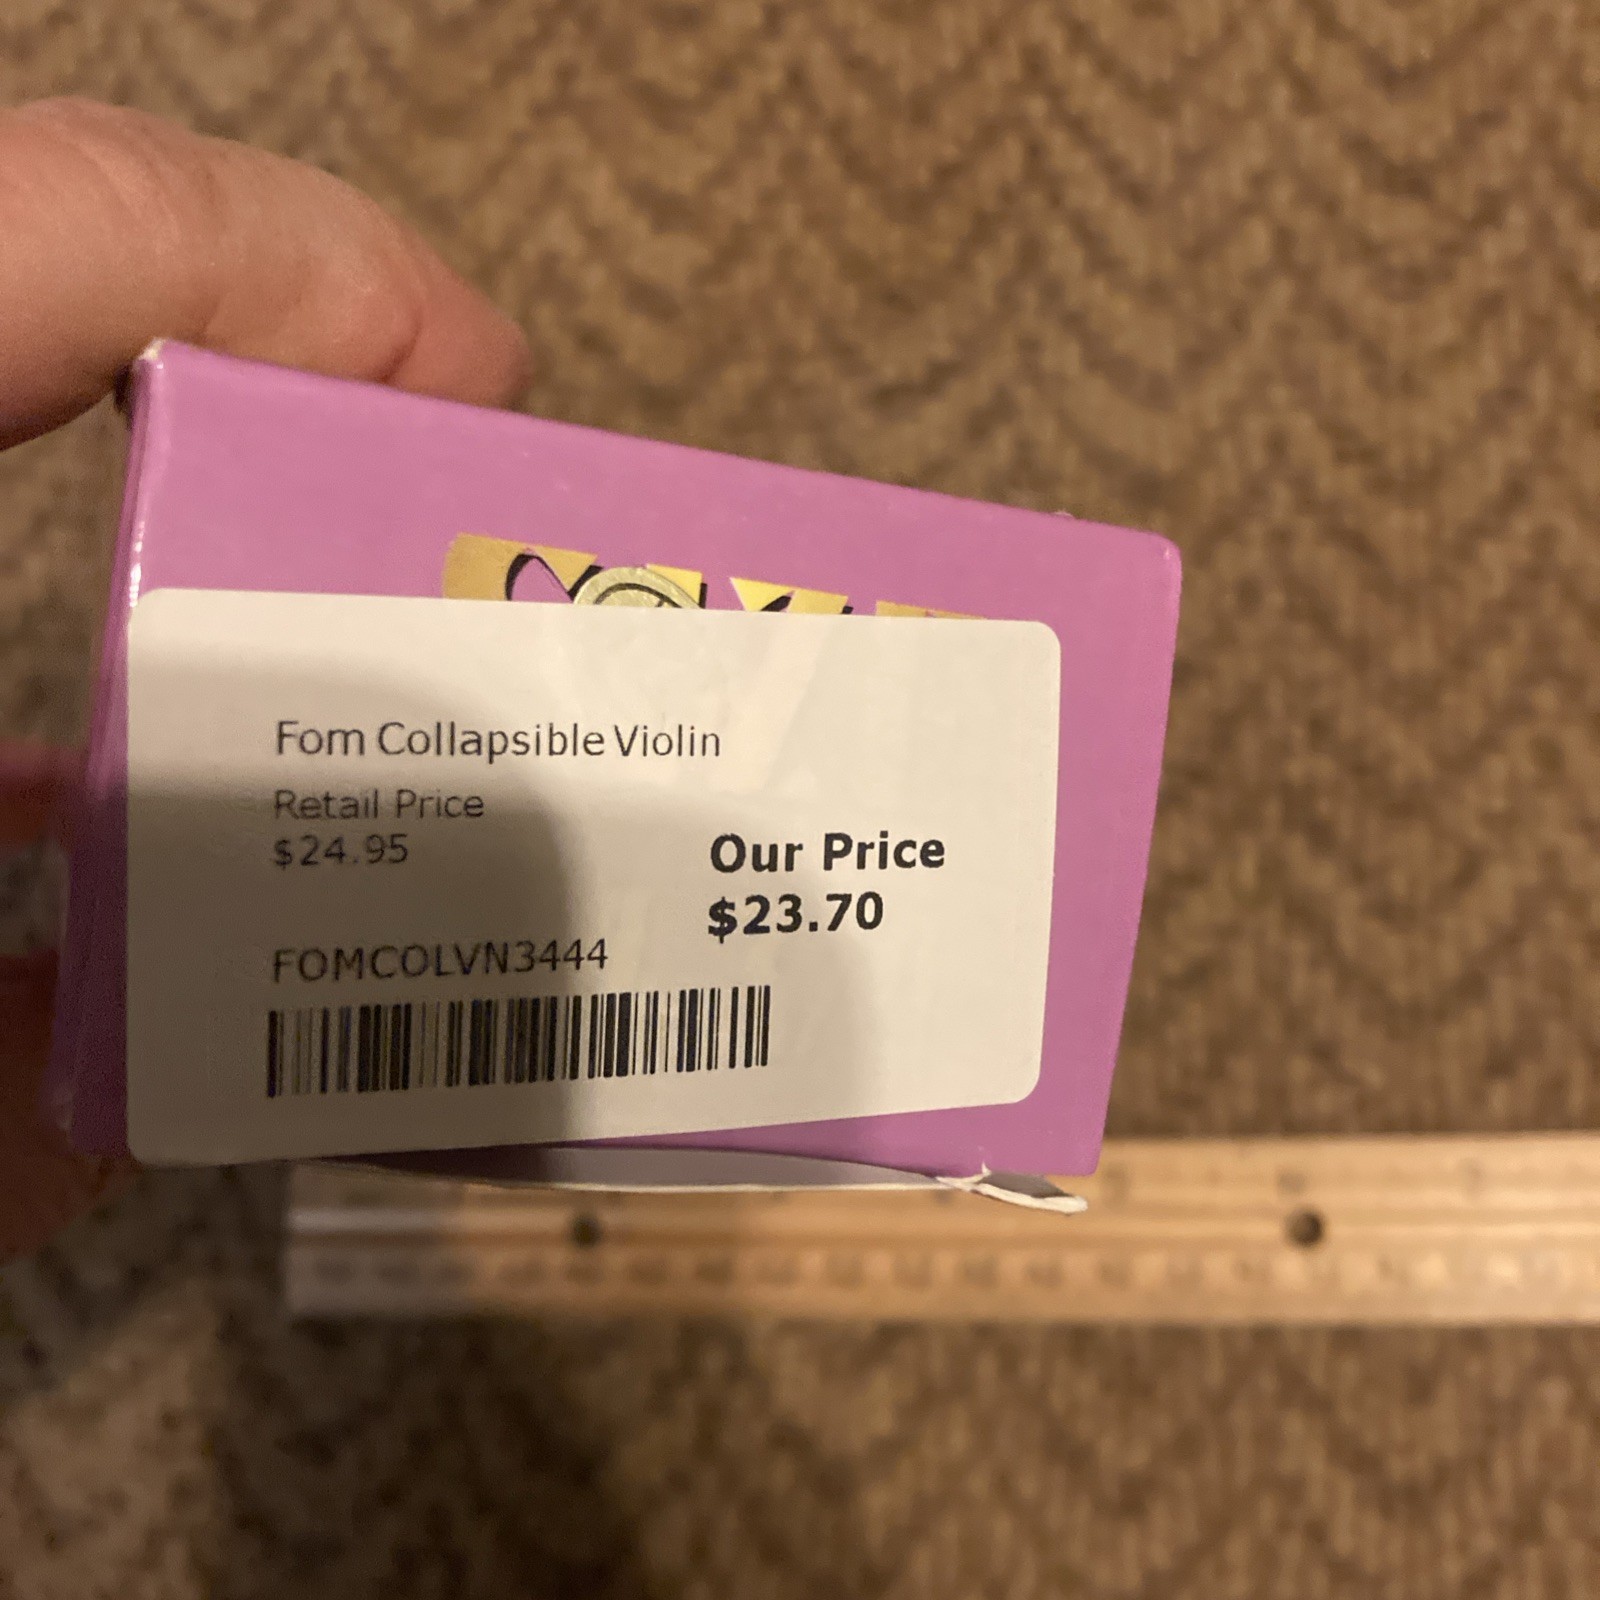 Fom Collapsible Violin
Retail Price
$24.95
Our Price
$23.70
FOMCOLVN3444